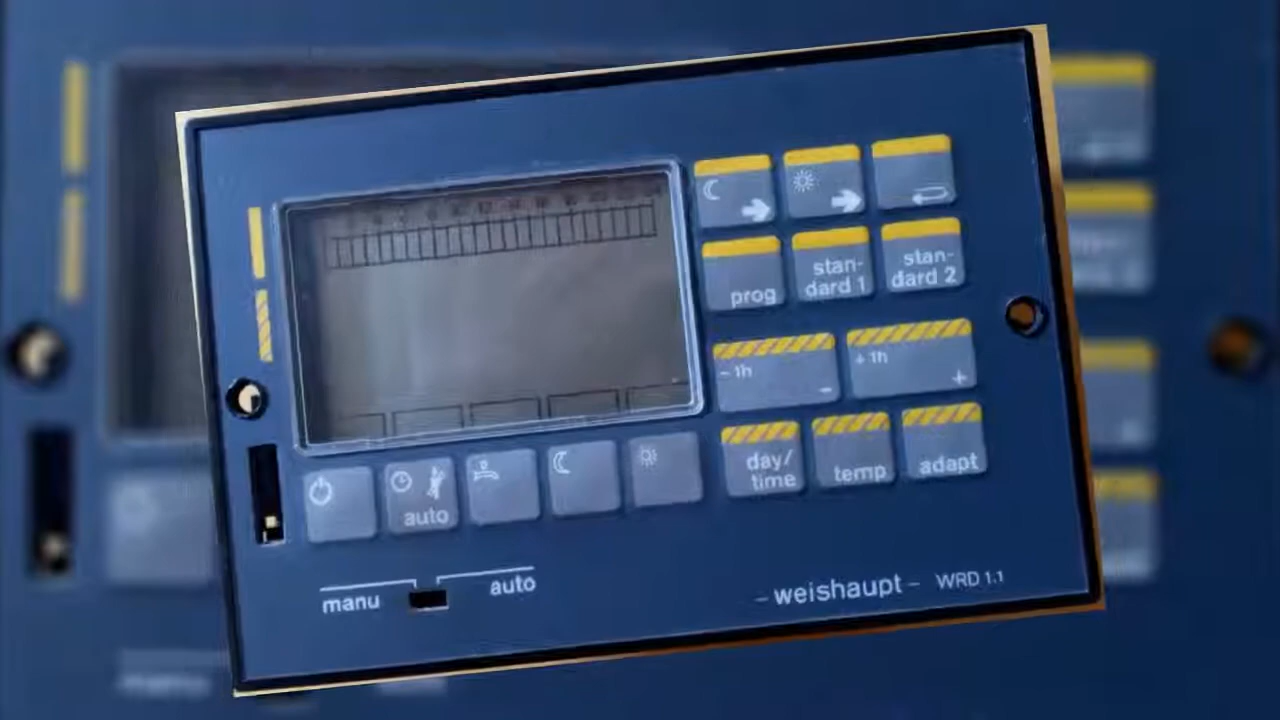 prog
stan-
dard 1
stan-
dard 2
- 1h
-
+ 1h
+
day/
time
temp
adapt
auto
manu
auto
-weishaupt- WRD 1.1